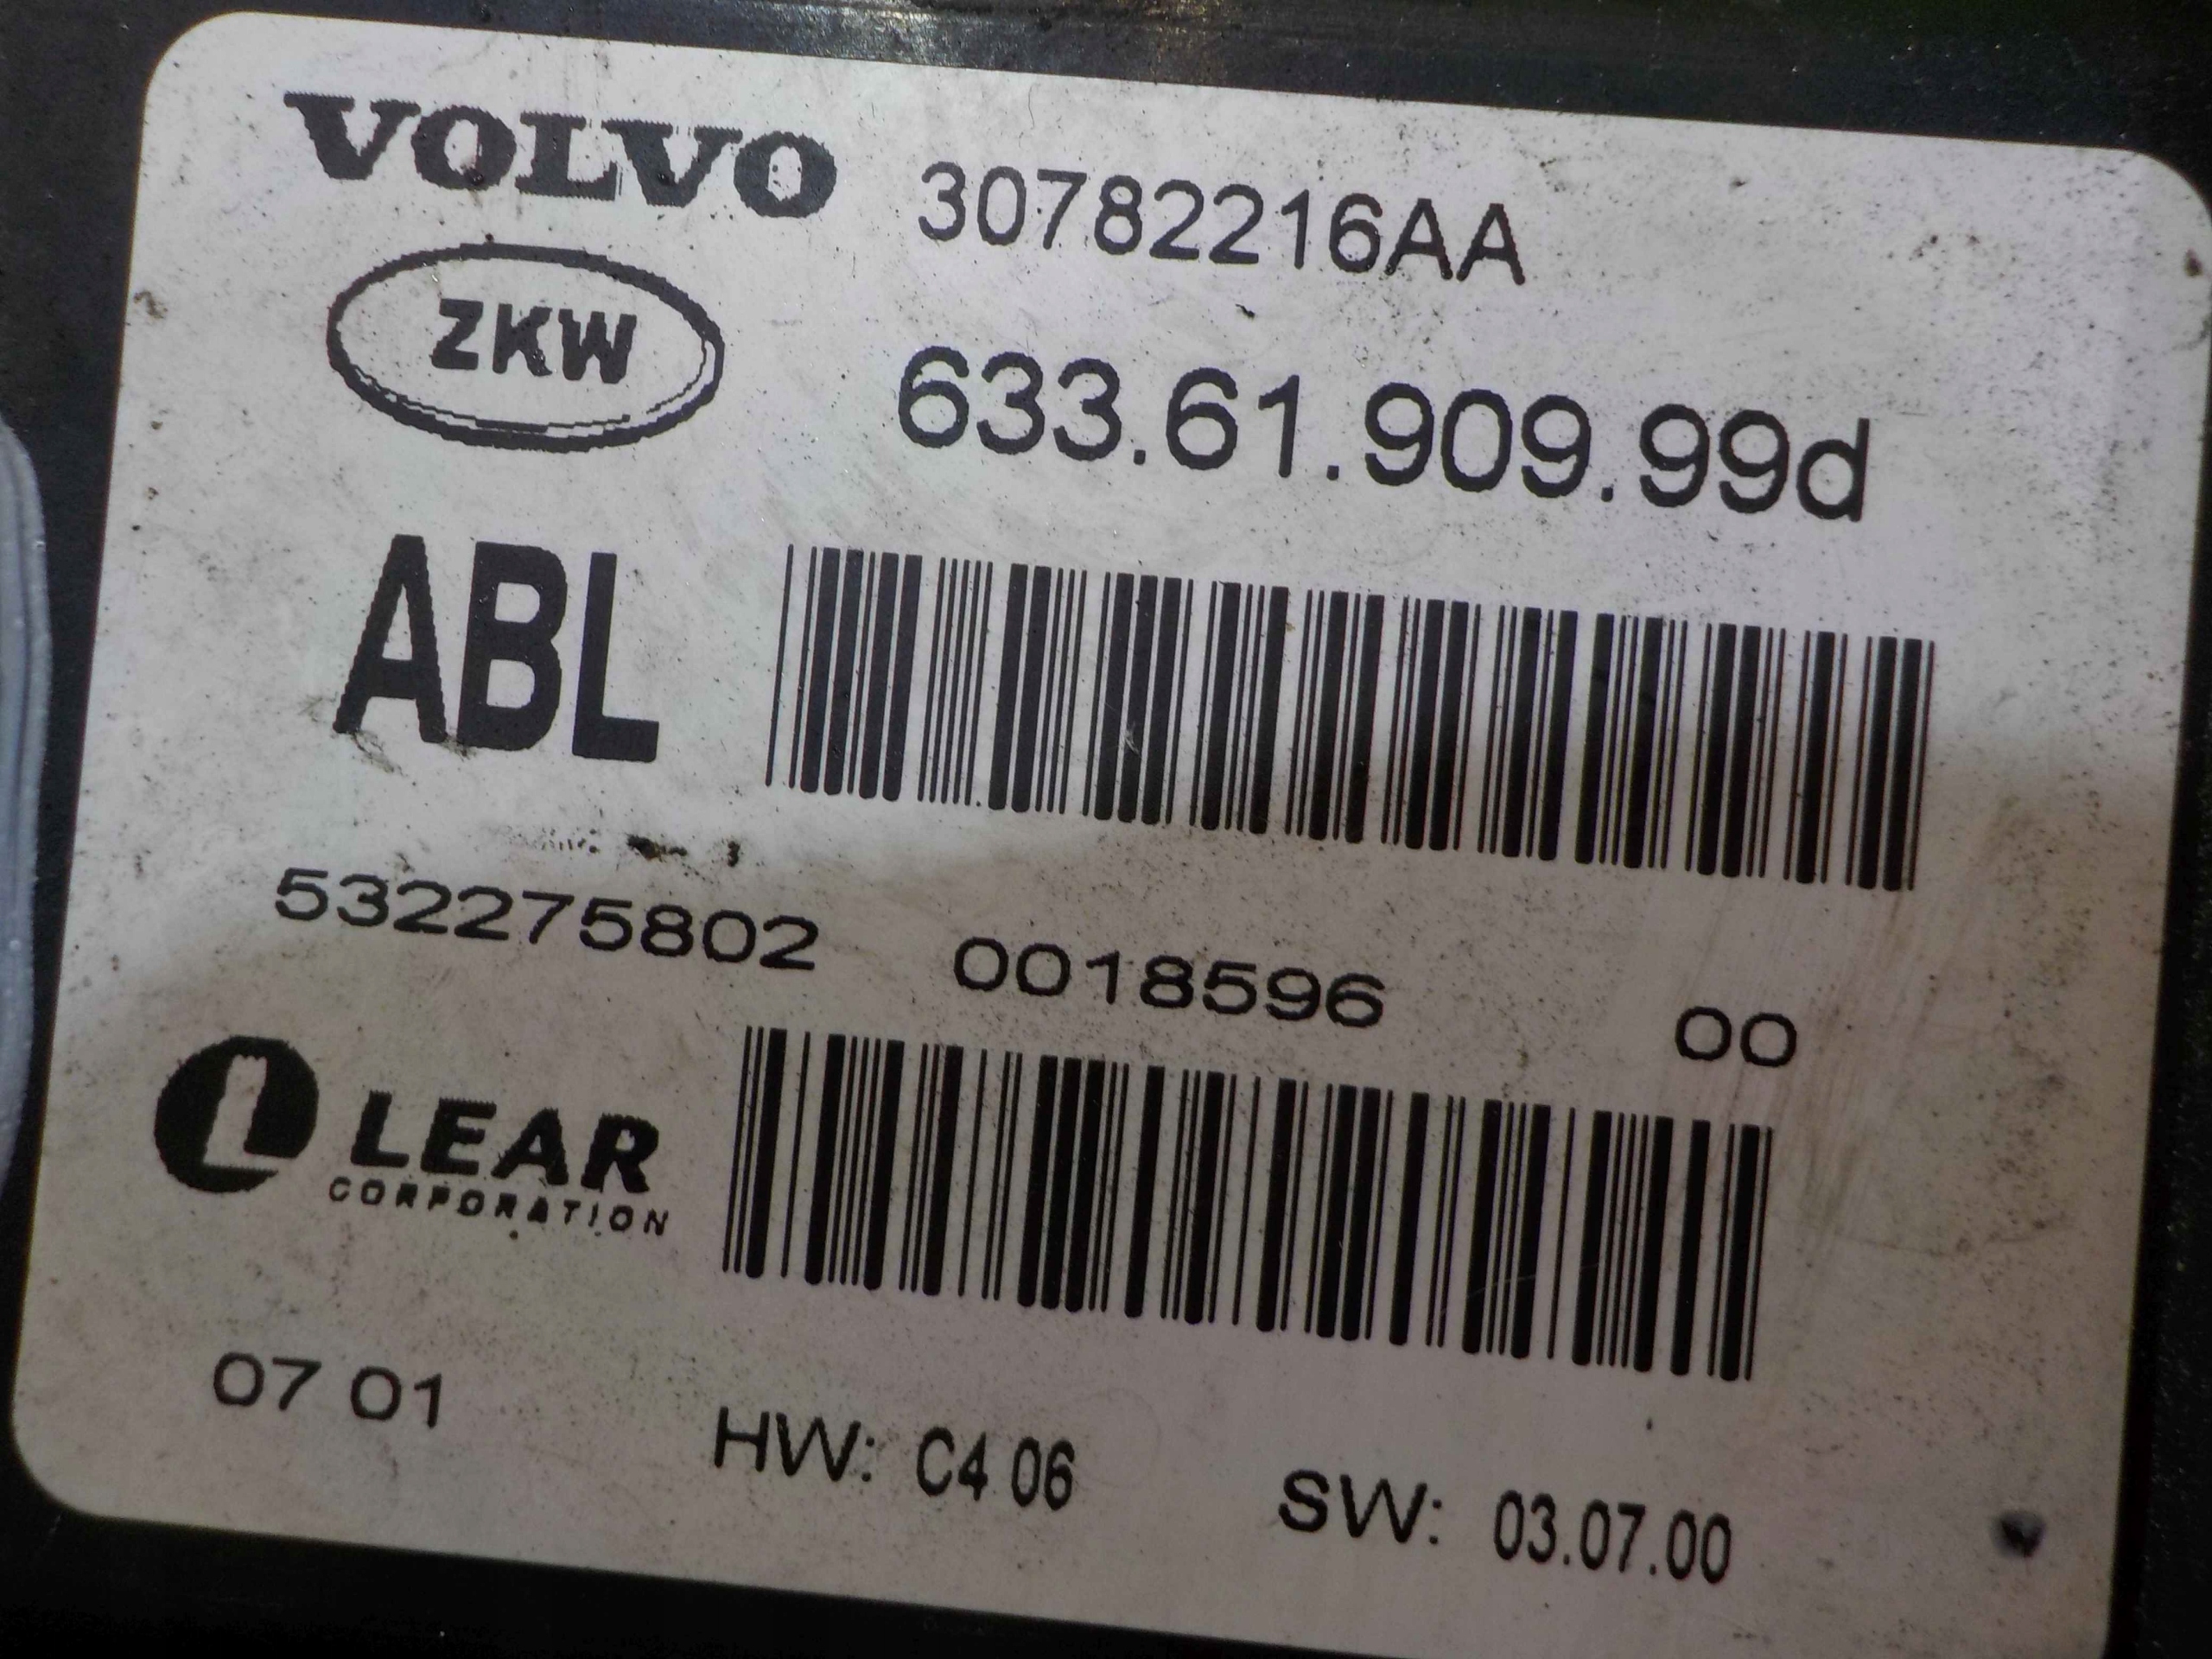 VOLVO 30782216AA
ZKW 633.61.909.99d
ABL
532275802 0018596 00
L LEAR
CORPORATION
07 01 HW: C4 06 SW: 03.07.00